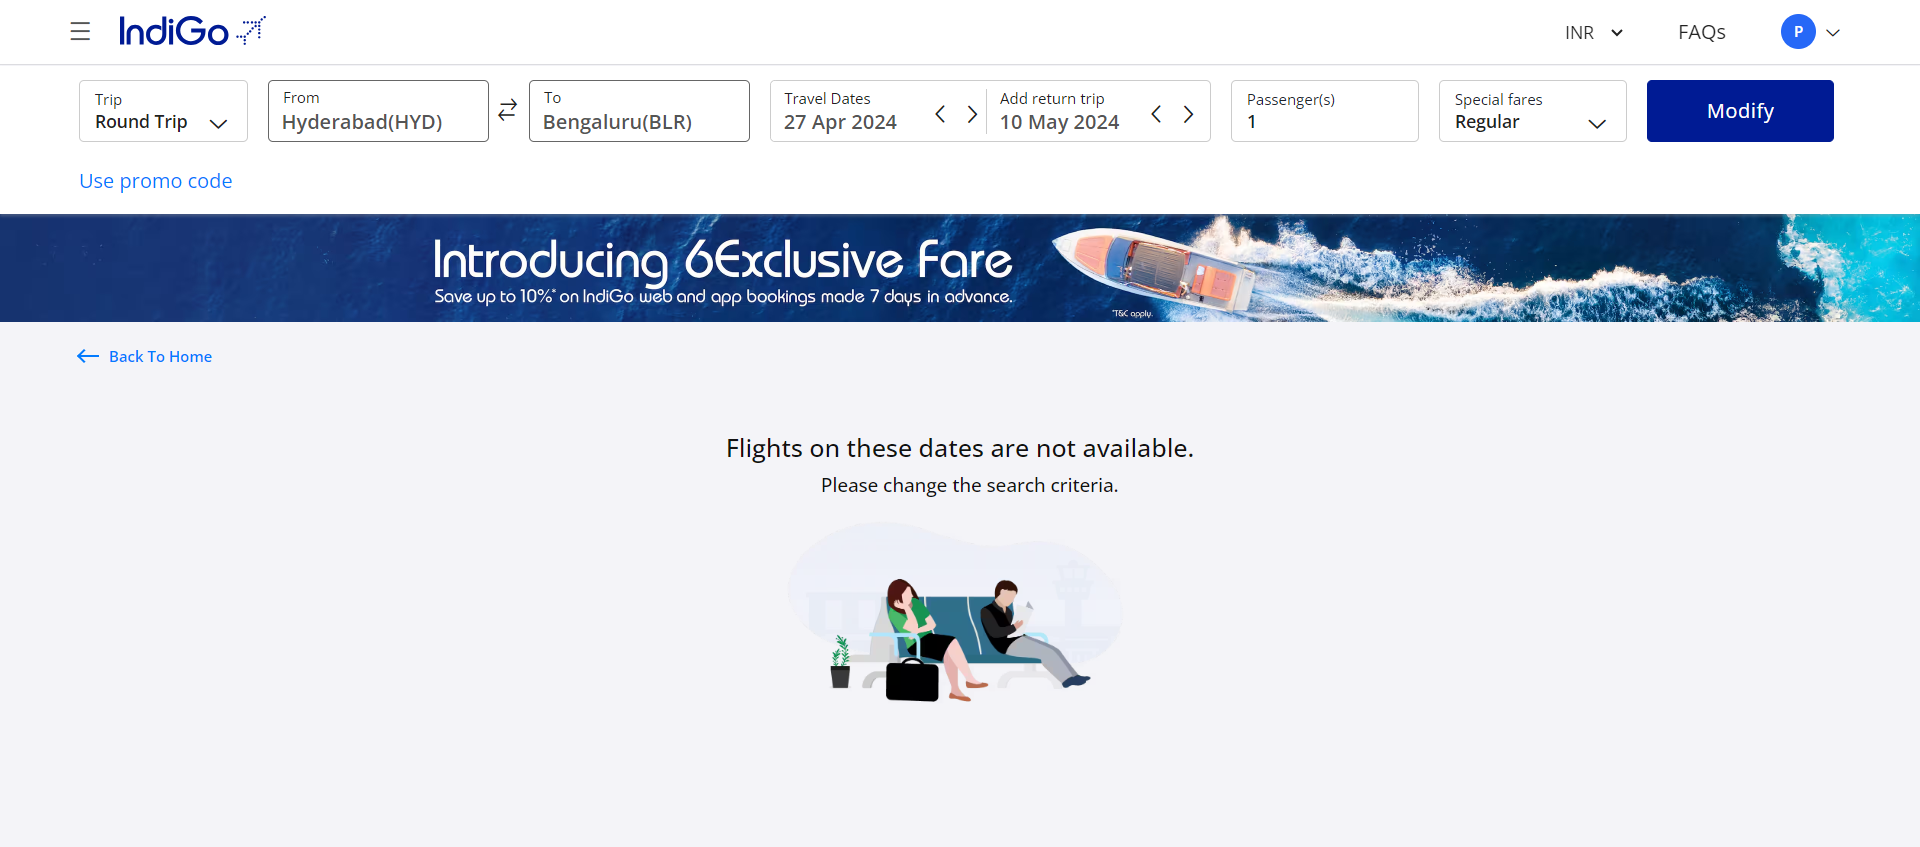 IndiGo
INR
FAQs
P
Trip
Round Trip
From
Hyderabad(HYD)
To
Bengaluru(BLR)
Travel Dates
27 Apr 2024
Add return trip
10 May 2024
Passenger(s)
1
Special fares
Regular
Modify
Use promo code
Introducing 6Exclusive Fare
Save up to 10%* on IndiGo web and app bookings made 7 days in advance.
*T&C apply.
Back To Home
Flights on these dates are not available.
Please change the search criteria.